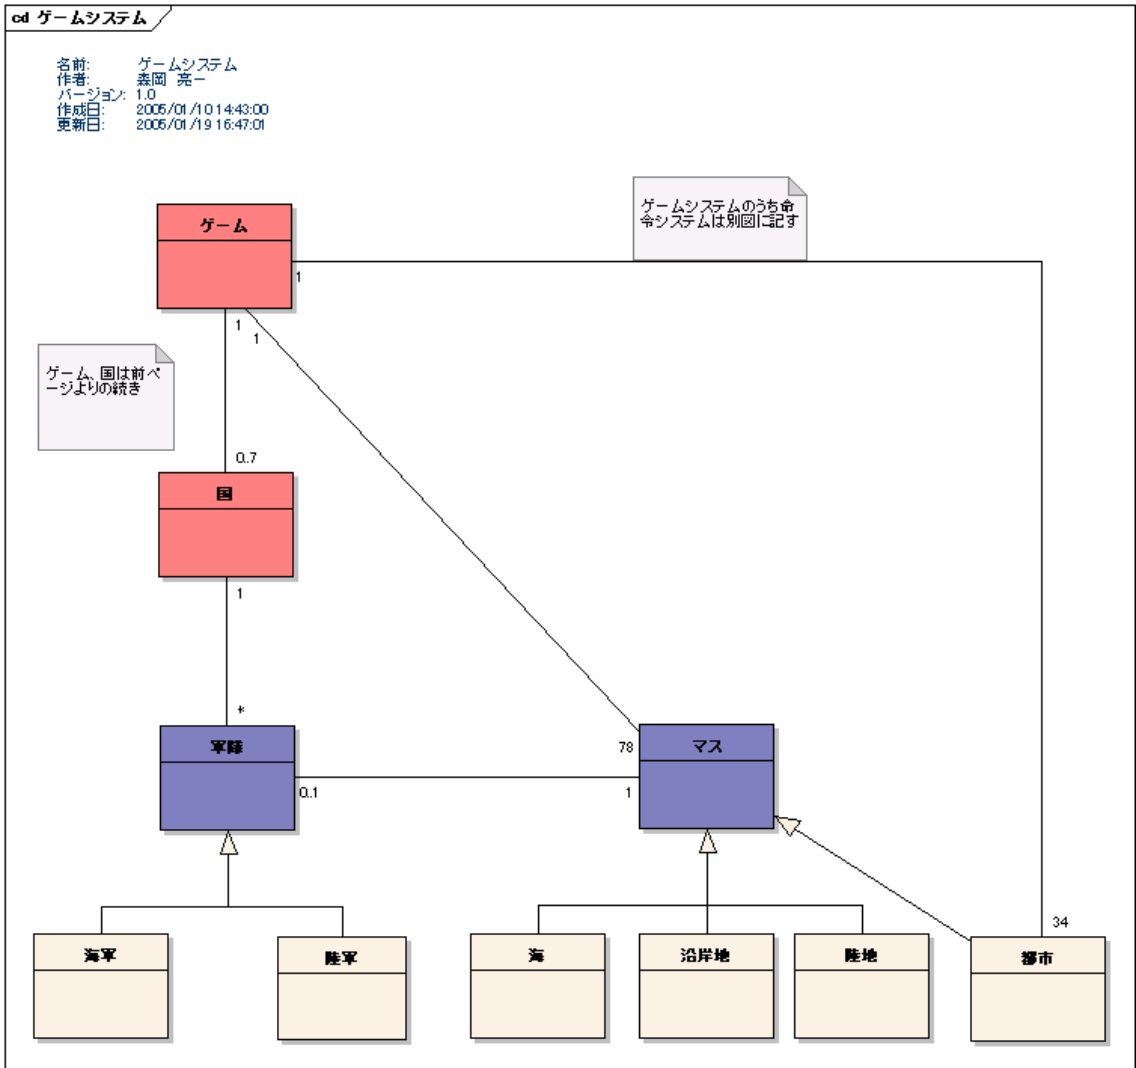 cd ゲームシステム
名前: ゲームシステム
作者: 森岡 亮一
バージョン: 1.0
作成日: 2005/01/10 14:43:00
更新日: 2005/01/19 16:47:01
ゲームシステムのうち命
令システムは別図に記す
ゲーム
1
1
1
ゲーム、国は前ペ
ージよりの続き
0..7
国
1
*
軍隊
0..1
78
マス
1
34
海軍
陸軍
海
沿岸地
陸地
都市